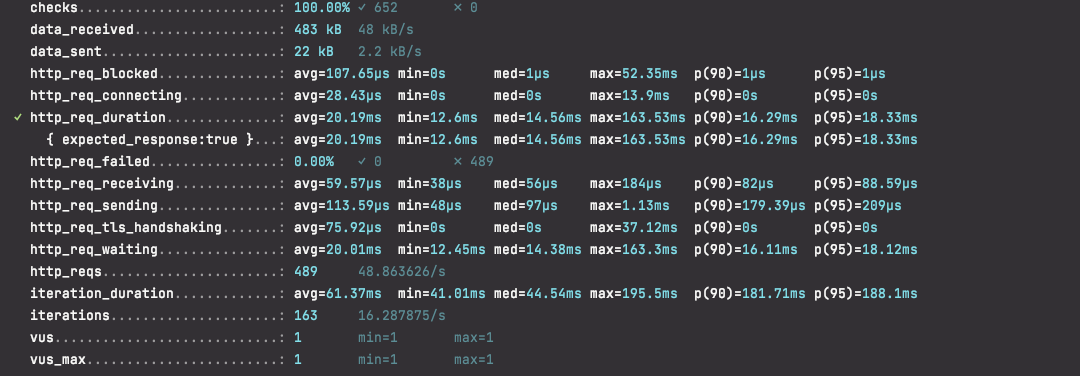 checks.........................: 100.00% ✓ 652 ✕ 0
data_received..................: 483 kB 48 kB/s
data_sent......................: 22 kB 2.2 kB/s
http_req_blocked...............: avg=107.65µs min=0s med=1µs max=52.35ms p(90)=1µs p(95)=1µs
http_req_connecting............: avg=28.43µs min=0s med=0s max=13.9ms p(90)=0s p(95)=0s
✓ http_req_duration..............: avg=20.19ms min=12.6ms med=14.56ms max=163.53ms p(90)=16.29ms p(95)=18.33ms
{ expected_response:true }...: avg=20.19ms min=12.6ms med=14.56ms max=163.53ms p(90)=16.29ms p(95)=18.33ms
http_req_failed................: 0.00% ✓ 0 ✕ 489
http_req_receiving.............: avg=59.57µs min=38µs med=56µs max=184µs p(90)=82µs p(95)=88.59µs
http_req_sending...............: avg=113.59µs min=48µs med=97µs max=1.13ms p(90)=179.39µs p(95)=209µs
http_req_tls_handshaking.......: avg=75.92µs min=0s med=0s max=37.12ms p(90)=0s p(95)=0s
http_req_waiting...............: avg=20.01ms min=12.45ms med=14.38ms max=163.3ms p(90)=16.11ms p(95)=18.12ms
http_reqs......................: 489 48.863626/s
iteration_duration.............: avg=61.37ms min=41.01ms med=44.54ms max=195.5ms p(90)=181.71ms p(95)=188.1ms
iterations.....................: 163 16.287875/s
vus............................: 1 min=1 max=1
vus_max........................: 1 min=1 max=1